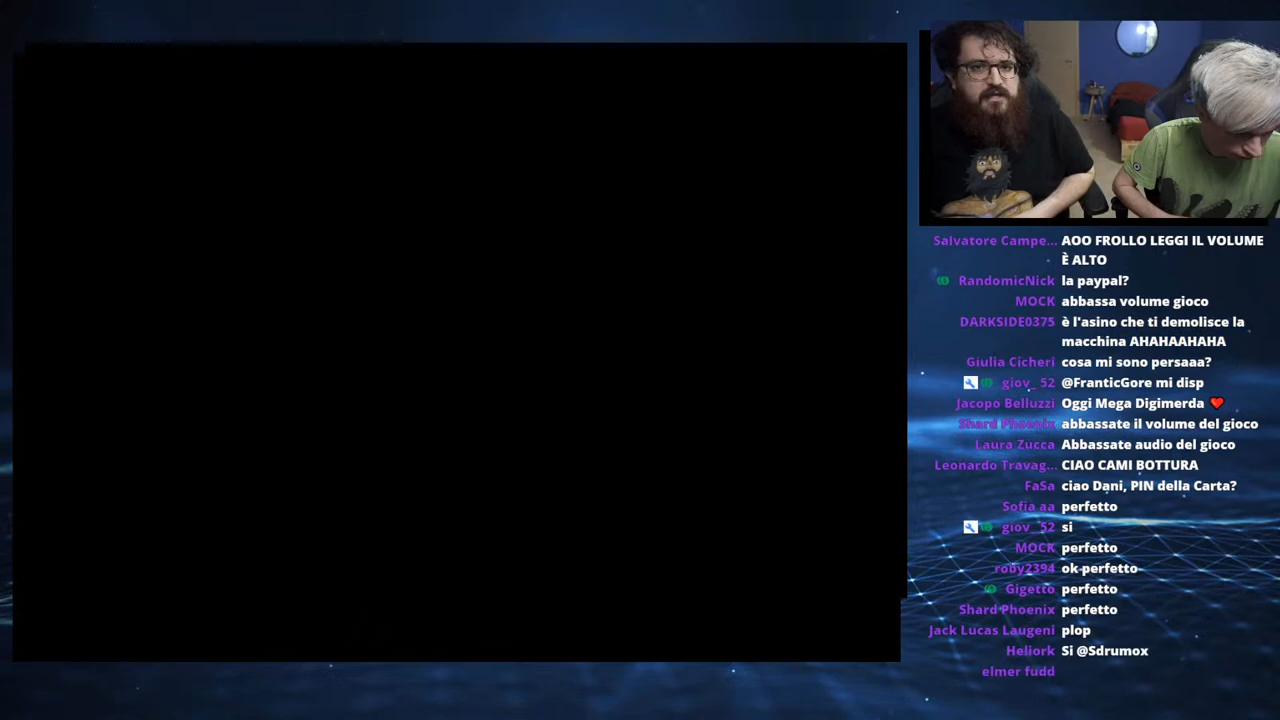 Salvatore Campe... AOO FROLLO LEGGI IL VOLUME
È ALTO
RandomicNick la paypal?
MOCK abbassa volume gioco
DARKSIDE0375 è l'asino che ti demolisce la
macchina AHAHAAHAHA
Giulia Cicheri cosa mi sono persaaa?
giov_52 @FranticGore mi disp
Jacopo Belluzzi Oggi Mega Digimerda ❤
Shard Phoenix abbassate il volume del gioco
Laura Zucca Abbassate audio del gioco
Leonardo Travag... CIAO CAMI BOTTURA
FaSa ciao Dani, PIN della Carta?
Sofia aa perfetto
giov_52 si
MOCK perfetto
roby2394 ok perfetto
Gigetto perfetto
Shard Phoenix perfetto
Jack Lucas Laugeni plop
Heliork Si @Sdrumox
elmer fudd